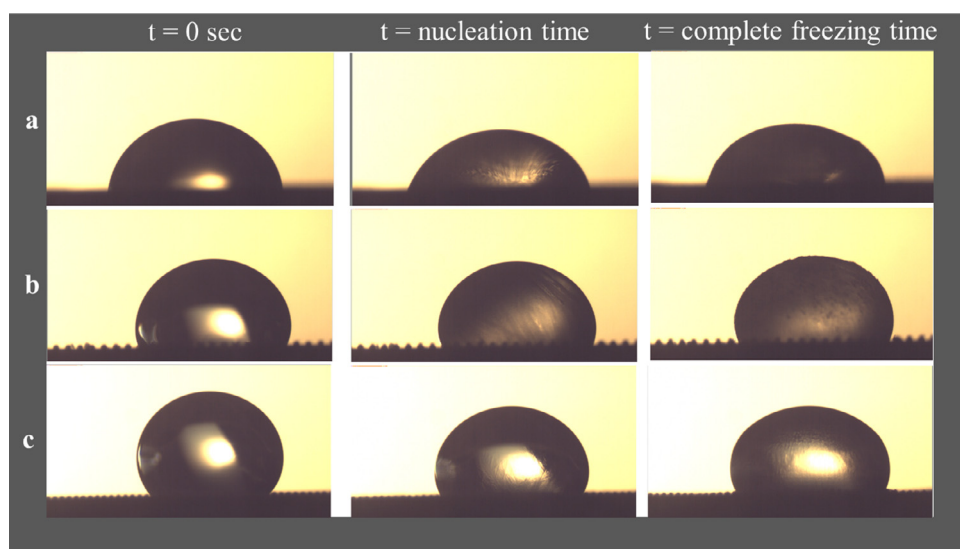 t = 0 sec
t = nucleation time
t = complete freezing time
a
b
c